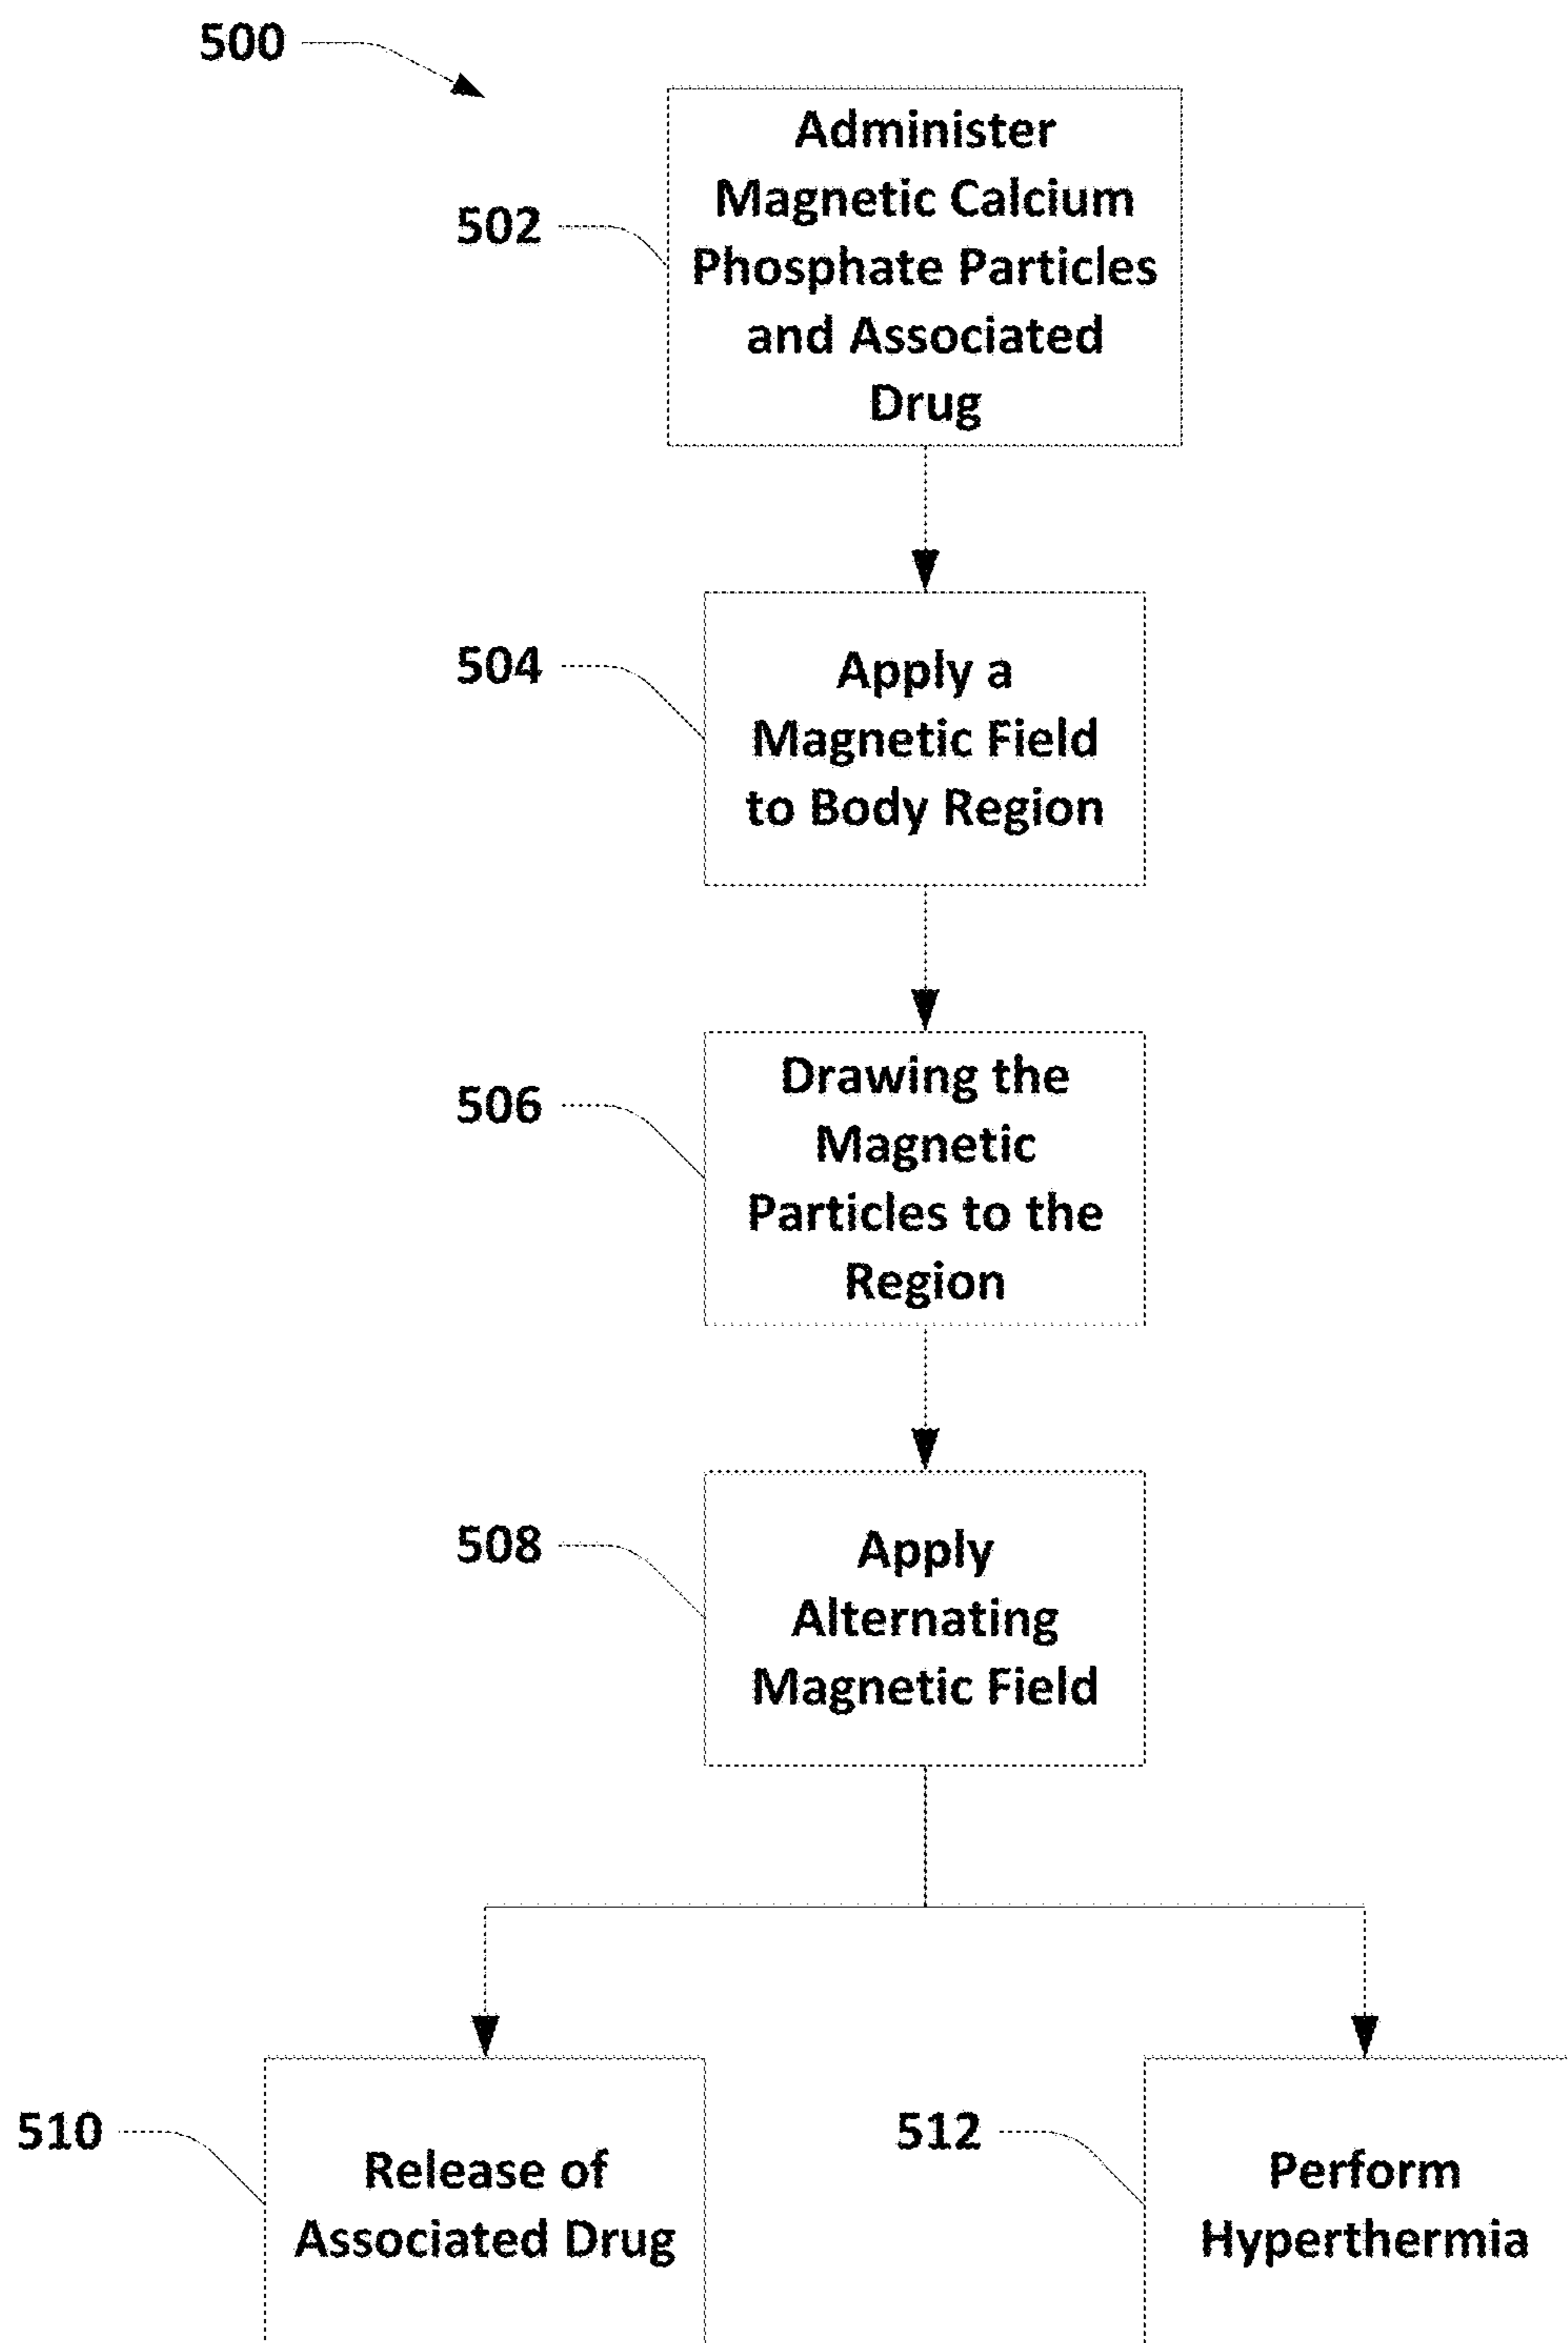 500
502
Administer
Magnetic Calcium
Phosphate Particles
and Associated
Drug
504
Apply a
Magnetic Field
to Body Region
506
Drawing the
Magnetic
Particles to the
Region
508
Apply
Alternating
Magnetic Field
510
Release of
Associated Drug
512
Perform
Hyperthermia